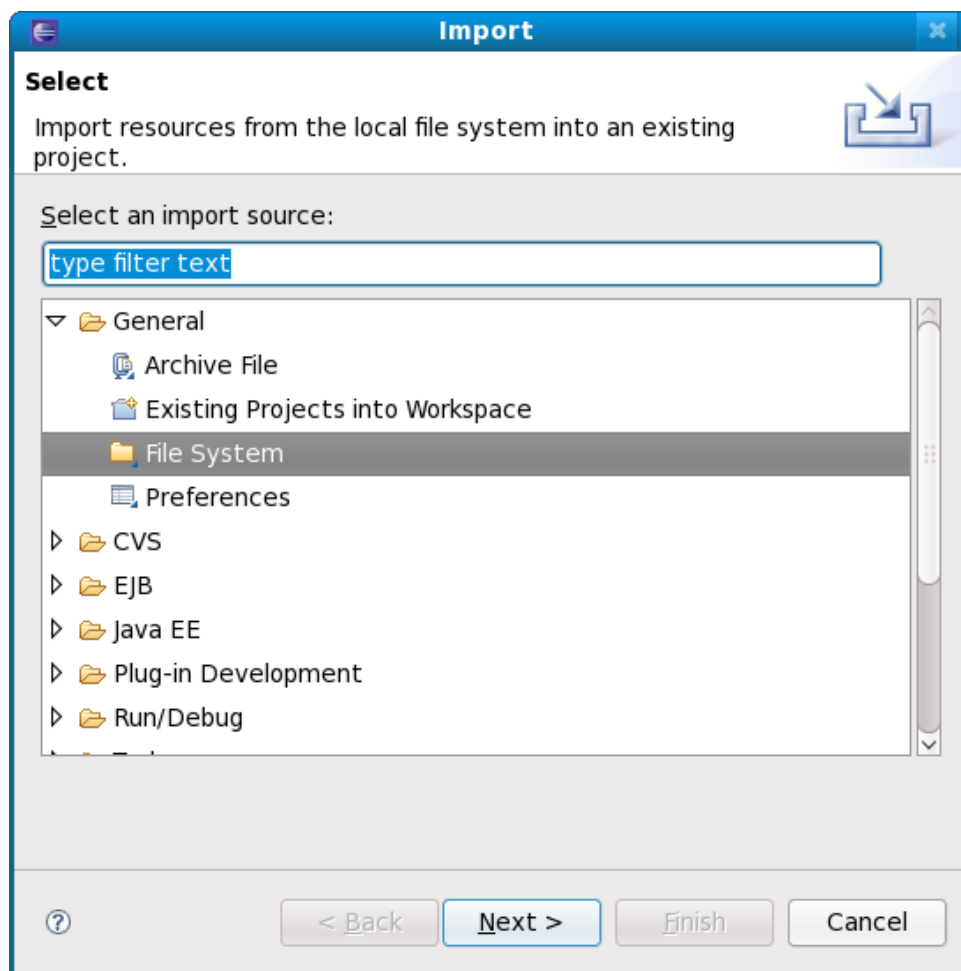 Import
Select
Import resources from the local file system into an existing
project.
Select an import source:
type filter text
General
Archive File
Existing Projects into Workspace
File System
Preferences
CVS
EJB
Java EE
Plug-in Development
Run/Debug
< Back
Next >
Finish
Cancel